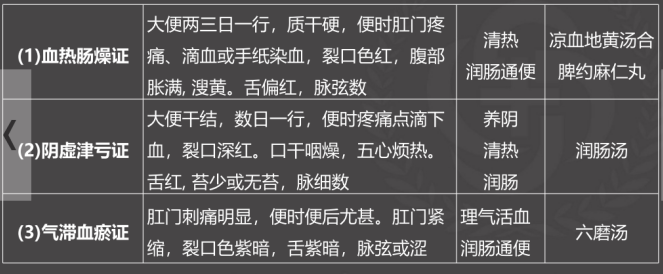 大便两三日一行，质干硬，便时肛门疼
(1)血热肠燥证
痛、滴血或手纸染血，裂口色红，腹部
胀满, 溲黄。舌偏红，脉弦数
清热
润肠通便
凉血地黄汤合
脾约麻仁丸
大便干结，数日一行，便时疼痛点滴下
(2)阴虚津亏证
血，裂口深红。口干咽燥，五心烦热。
舌红, 苔少或无苔，脉细数
养阴
清热
润肠
润肠汤
(3)气滞血瘀证
肛门刺痛明显，便时便后尤甚。肛门紧
缩，裂口色紫暗，舌紫暗，脉弦或涩
理气活血
润肠通便
六磨汤